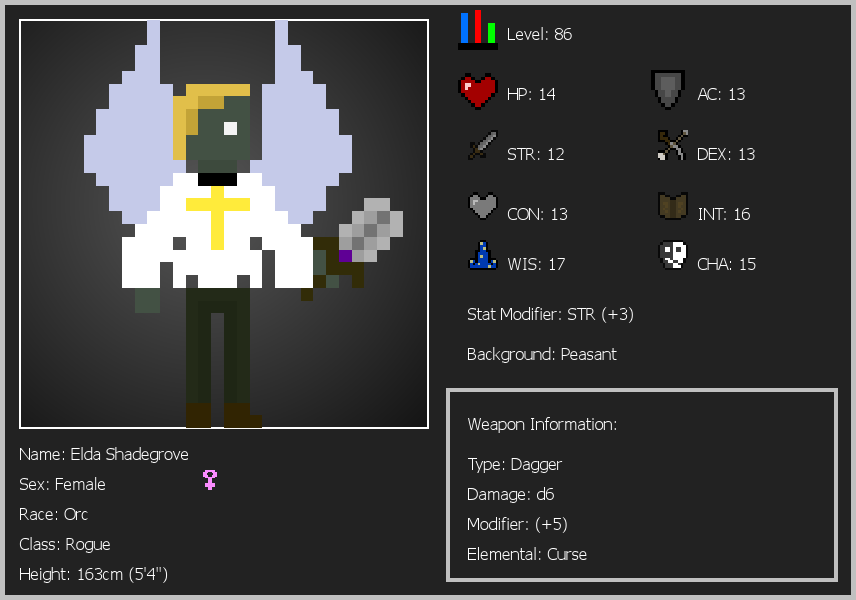 Level: 86
HP: 14
AC: 13
STR: 12
DEX: 13
CON: 13
INT: 16
WIS: 17
CHA: 15
Stat Modifier: STR (+3)
Background: Peasant
Weapon Information:
Type: Dagger
Damage: d6
Modifier: (+5)
Elemental: Curse
Name: Elda Shadegrove
Sex: Female
Race: Orc
Class: Rogue
Height: 163cm (5'4")